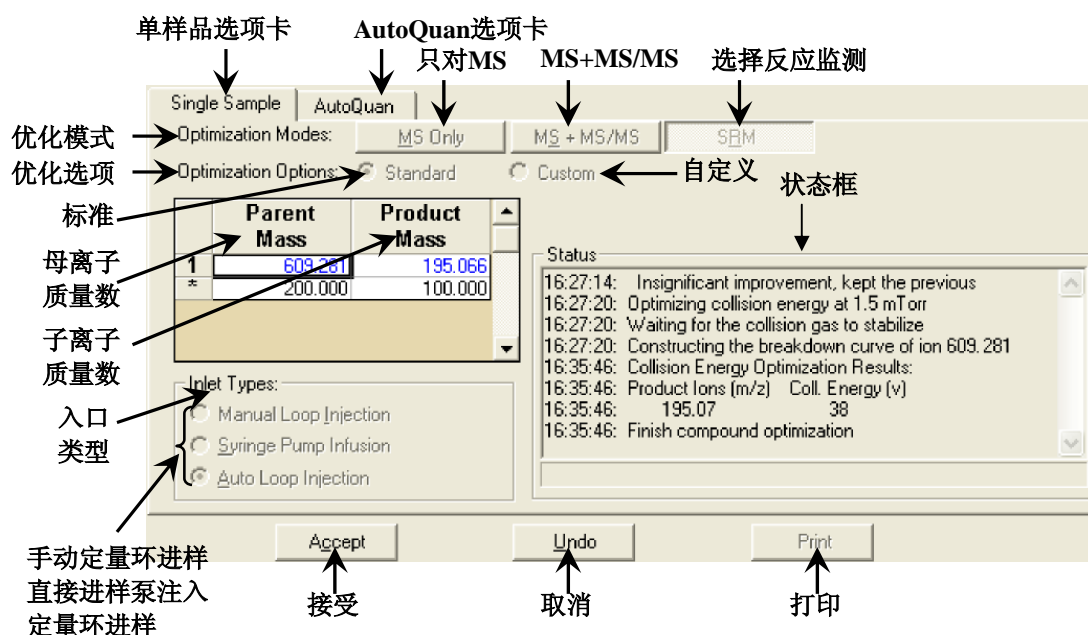 单样品选项卡
AutoQuan选项卡
只对MS
MS+MS/MS
选择反应监测
Single Sample
AutoQuan
优化模式
Optimization Modes:
MS Only
MS + MS/MS
SRM
优化选项
Optimization Options:
Standard
Custom
自定义
状态框
标准
Parent Mass
Product Mass
1 609.281 195.066
* 200.000 100.000
母离子
质量数
子离子
质量数
Status
16:27:14: Insignificant improvement, kept the previous
16:27:20: Optimizing collision energy at 1.5 mTorr
16:27:20: Waiting for the collision gas to stabilize
16:27:20: Constructing the breakdown curve of ion 609.281
16:35:46: Collision Energy Optimization Results:
16:35:46: Product Ions (m/z) Coll. Energy (v)
16:35:46: 195.07 38
16:35:46: Finish compound optimization
入口
类型
Inlet Types:
Manual Loop Injection
Syringe Pump Infusion
Auto Loop Injection
Accept
Undo
Print
手动定量环进样
直接进样泵注入
定量环进样
接受
取消
打印